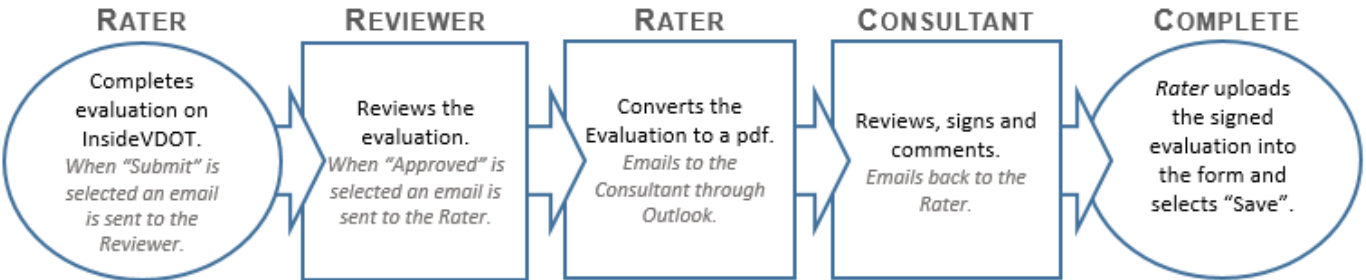 RATER
Completes
evaluation on
InsideVDOT.
When “Submit” is
selected an email
is sent to the
Reviewer.
REVIEWER
Reviews the
evaluation.
When “Approved” is
selected an email is
sent to the Rater.
RATER
Converts the
Evaluation to a pdf.
Emails to the
Consultant through
Outlook.
CONSULTANT
Reviews, signs and
comments.
Emails back to the
Rater.
COMPLETE
Rater uploads
the signed
evaluation into
the form and
selects “Save”.